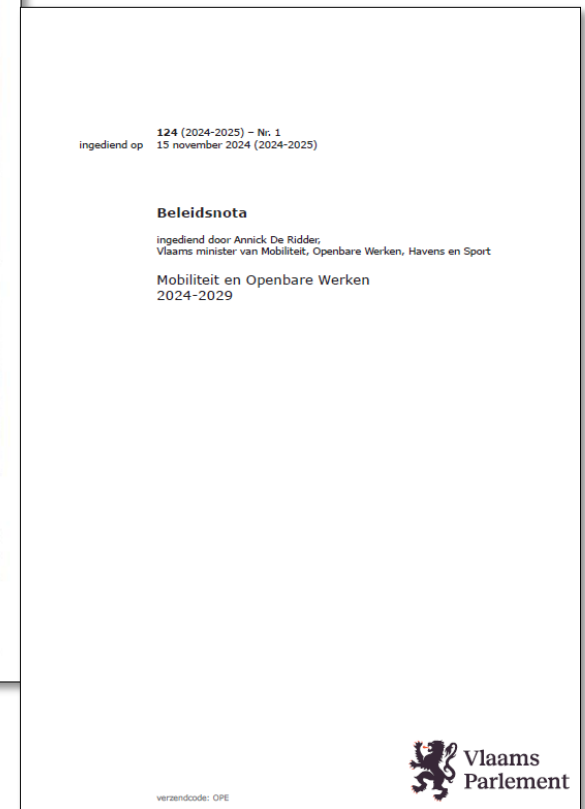 124 (2024-2025) – Nr. 1
ingediend op 15 november 2024 (2024-2025)
Beleidsnota
ingediend door Annick De Ridder,
Vlaams minister van Mobiliteit, Openbare Werken, Havens en Sport
Mobiliteit en Openbare Werken
2024-2029
Vlaams
Parlement
verzendcode: OPE